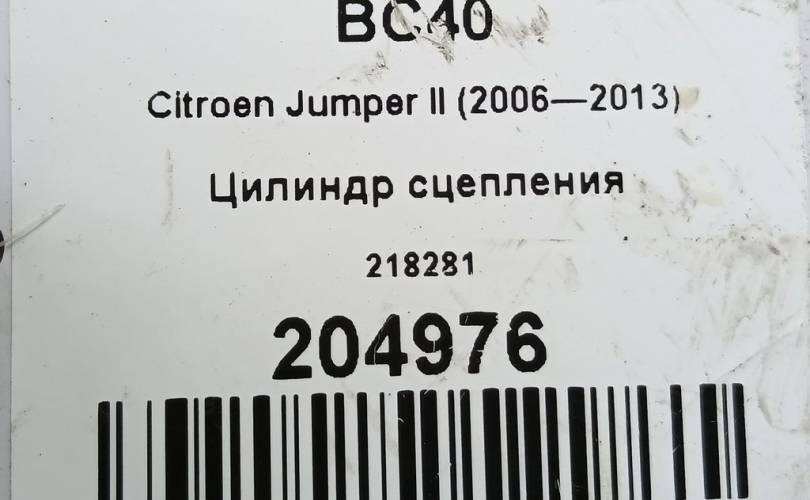 BC40
Citroen Jumper II (2006—2013)
Цилиндр сцепления
218281
204976